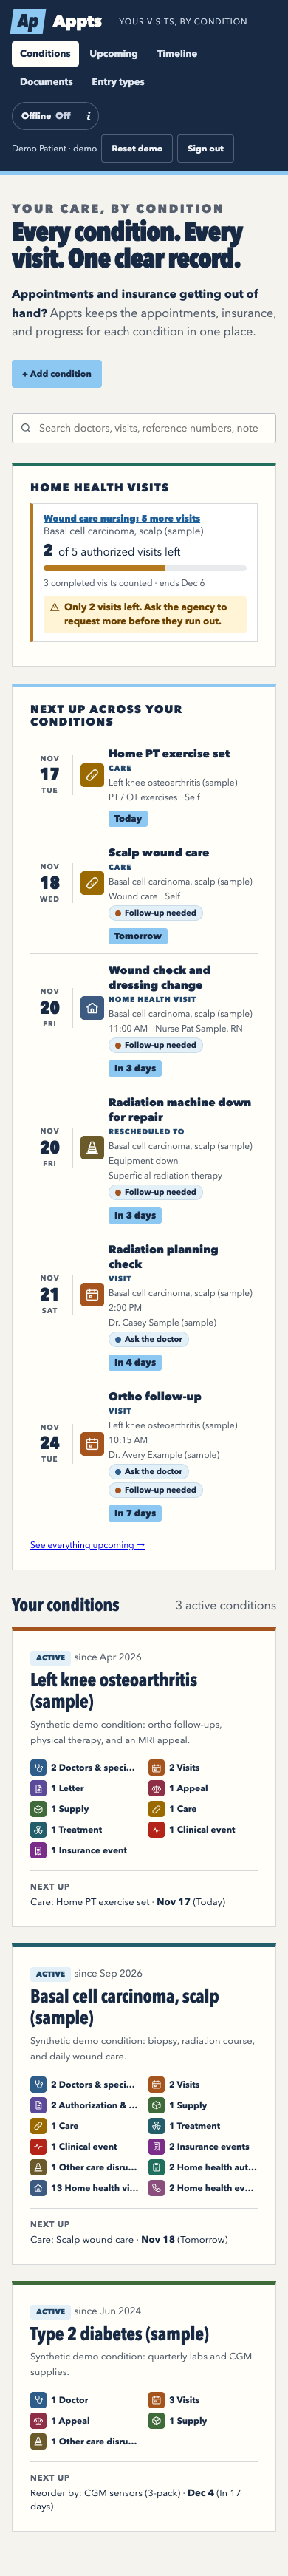 Ap Appts YOUR VISITS, BY CONDITION
Conditions Upcoming Timeline
Documents Entry types
Offline Off i
Demo Patient · demo Reset demo Sign out
YOUR CARE, BY CONDITION
Every condition. Every
visit. One clear record.
Appointments and insurance getting out of
hand? Appts keeps the appointments, insurance,
and progress for each condition in one place.
+ Add condition
Search doctors, visits, reference numbers, note
HOME HEALTH VISITS
Wound care nursing: 5 more visits
Basal cell carcinoma, scalp (sample)
2 of 5 authorized visits left
3 completed visits counted · ends Dec 6
Only 2 visits left. Ask the agency to
request more before they run out.
NEXT UP ACROSS YOUR
CONDITIONS
NOV
17
TUE
Home PT exercise set
CARE
Left knee osteoarthritis (sample)
PT / OT exercises Self
Today
NOV
18
WED
Scalp wound care
CARE
Basal cell carcinoma, scalp (sample)
Wound care Self
Follow-up needed
Tomorrow
NOV
20
FRI
Wound check and
dressing change
HOME HEALTH VISIT
Basal cell carcinoma, scalp (sample)
11:00 AM Nurse Pat Sample, RN
Follow-up needed
In 3 days
NOV
20
FRI
Radiation machine down
for repair
RESCHEDULED TO
Basal cell carcinoma, scalp (sample)
Equipment down
Superficial radiation therapy
Follow-up needed
In 3 days
NOV
21
SAT
Radiation planning
check
VISIT
Basal cell carcinoma, scalp (sample)
2:00 PM
Dr. Casey Sample (sample)
Ask the doctor
In 4 days
NOV
24
TUE
Ortho follow-up
VISIT
Left knee osteoarthritis (sample)
10:15 AM
Dr. Avery Example (sample)
Ask the doctor
Follow-up needed
In 7 days
See everything upcoming →
Your conditions 3 active conditions
ACTIVE since Apr 2026
Left knee osteoarthritis
(sample)
Synthetic demo condition: ortho follow-ups,
physical therapy, and an MRI appeal.
2 Doctors & speci... 2 Visits
1 Letter 1 Appeal
1 Supply 1 Care
1 Treatment 1 Clinical event
1 Insurance event
NEXT UP
Care: Home PT exercise set · Nov 17 (Today)
ACTIVE since Sep 2026
Basal cell carcinoma, scalp
(sample)
Synthetic demo condition: biopsy, radiation course,
and daily wound care.
2 Doctors & speci... 2 Visits
2 Authorization & ... 1 Supply
1 Care 1 Treatment
1 Clinical event 2 Insurance events
1 Other care disru... 2 Home health aut...
13 Home health vi... 2 Home health ev...
NEXT UP
Care: Scalp wound care · Nov 18 (Tomorrow)
ACTIVE since Jun 2024
Type 2 diabetes (sample)
Synthetic demo condition: quarterly labs and CGM
supplies.
1 Doctor 3 Visits
1 Appeal 1 Supply
1 Other care disru...
NEXT UP
Reorder by: CGM sensors (3-pack) · Dec 4 (In 17
days)